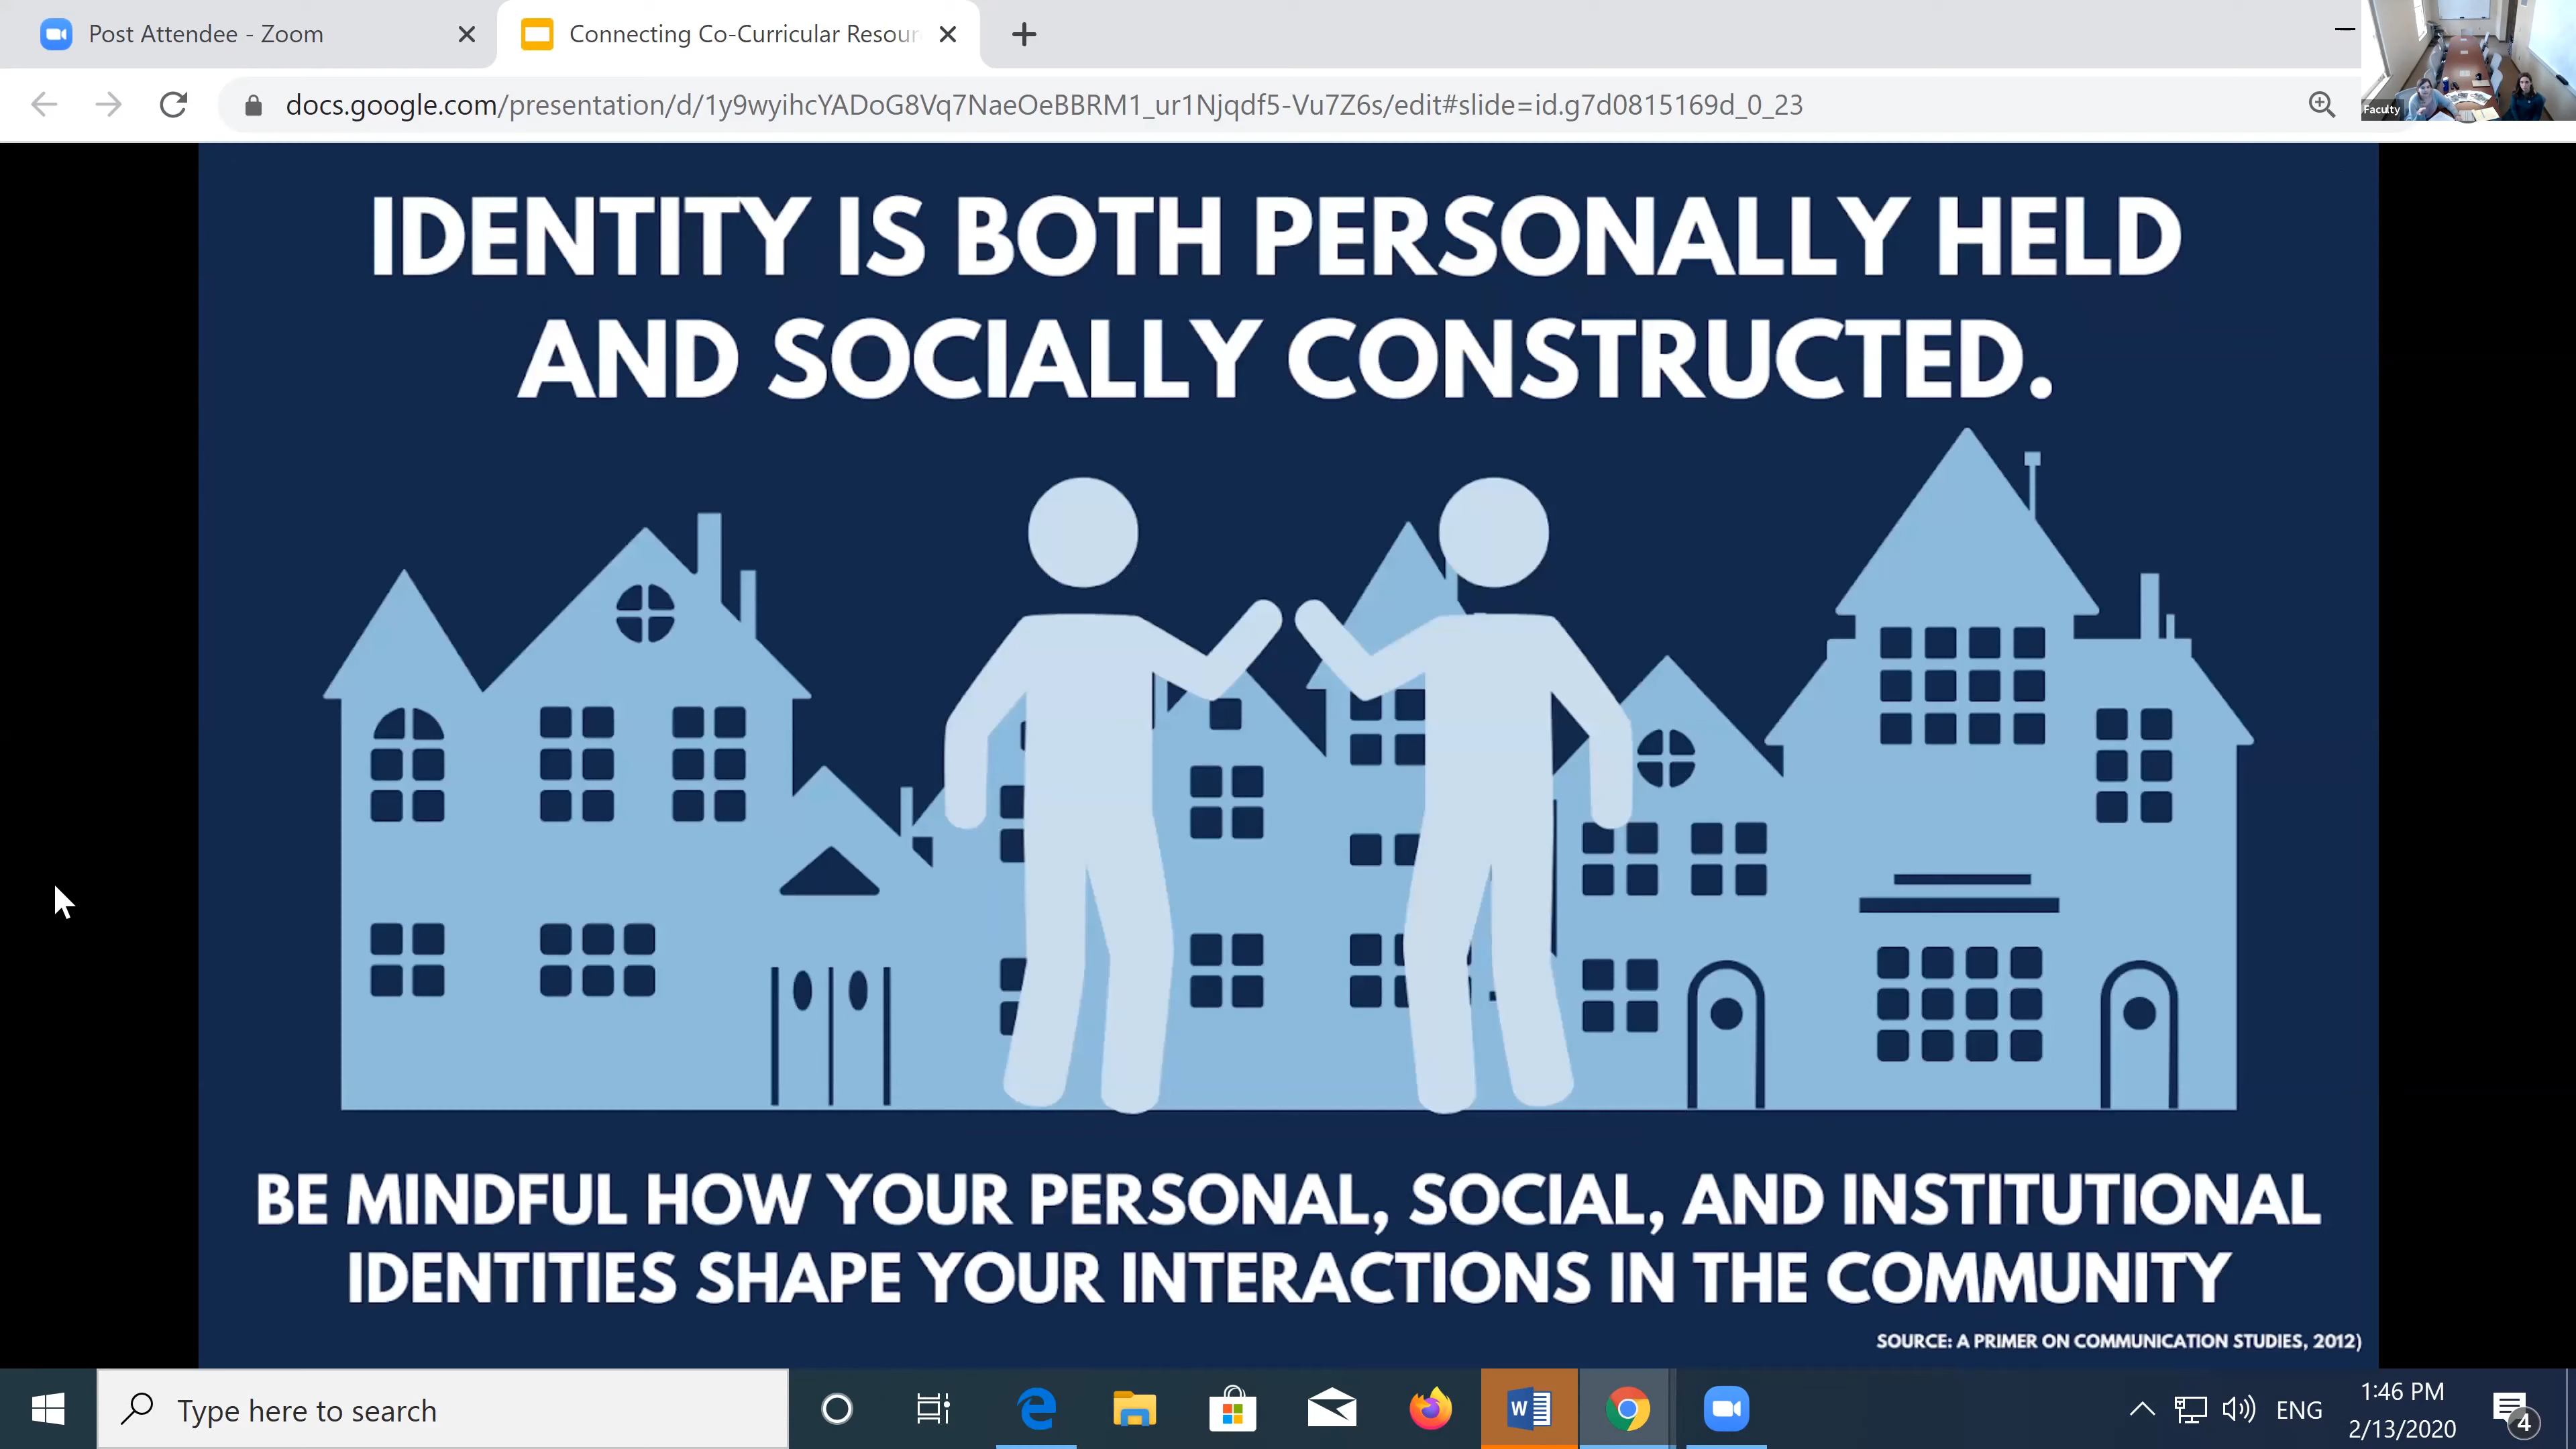 Post Attendee - Zoom
Connecting Co-Curricular Resour
docs.google.com/presentation/d/1y9wyihcYADoG8Vq7NaeOeBBRM1_ur1Njqdf5-Vu7Z6s/edit#slide=id.g7d0815169d_0_23
Faculty
IDENTITY IS BOTH PERSONALLY HELD
AND SOCIALLY CONSTRUCTED.
BE MINDFUL HOW YOUR PERSONAL, SOCIAL, AND INSTITUTIONAL
IDENTITIES SHAPE YOUR INTERACTIONS IN THE COMMUNITY
SOURCE: A PRIMER ON COMMUNICATION STUDIES, 2012)
Type here to search
W
ENG
1:46 PM
2/13/2020
4